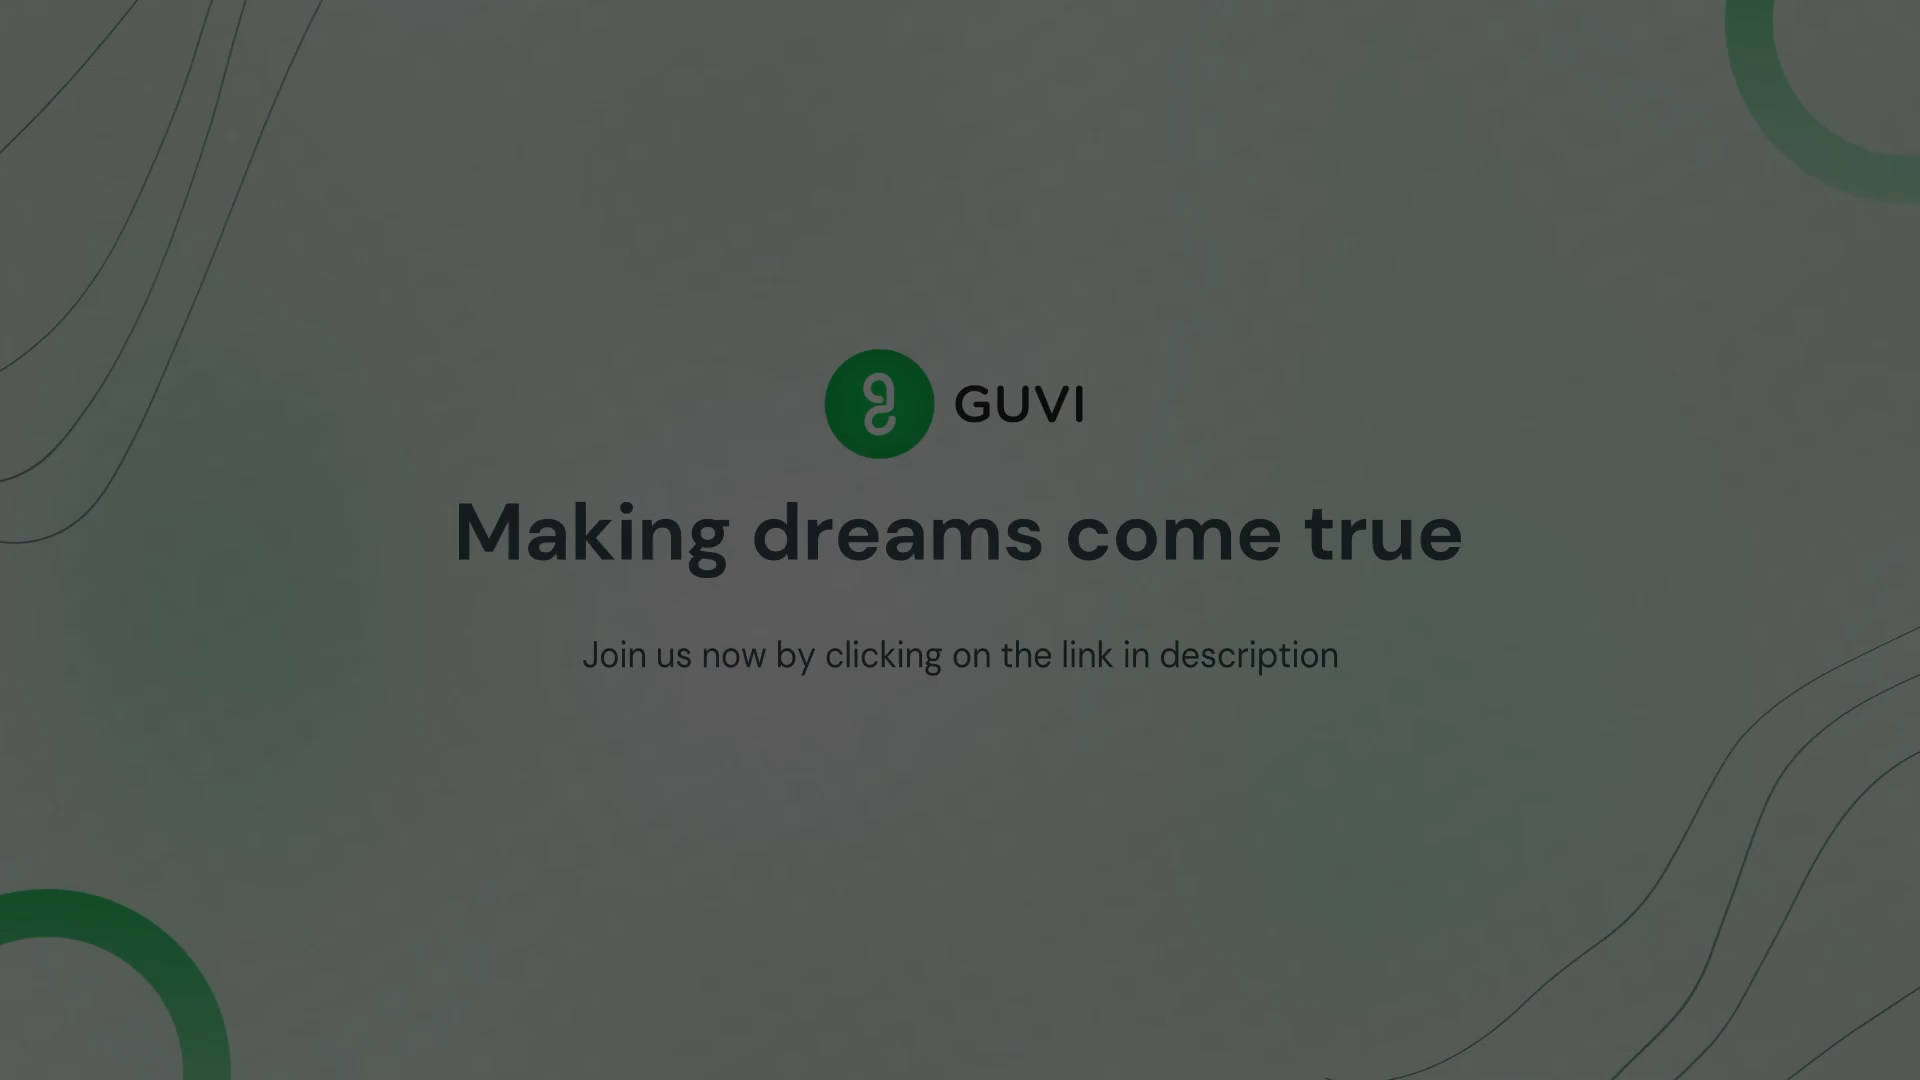 GUVI
Making dreams come true
Join us now by clicking on the link in description